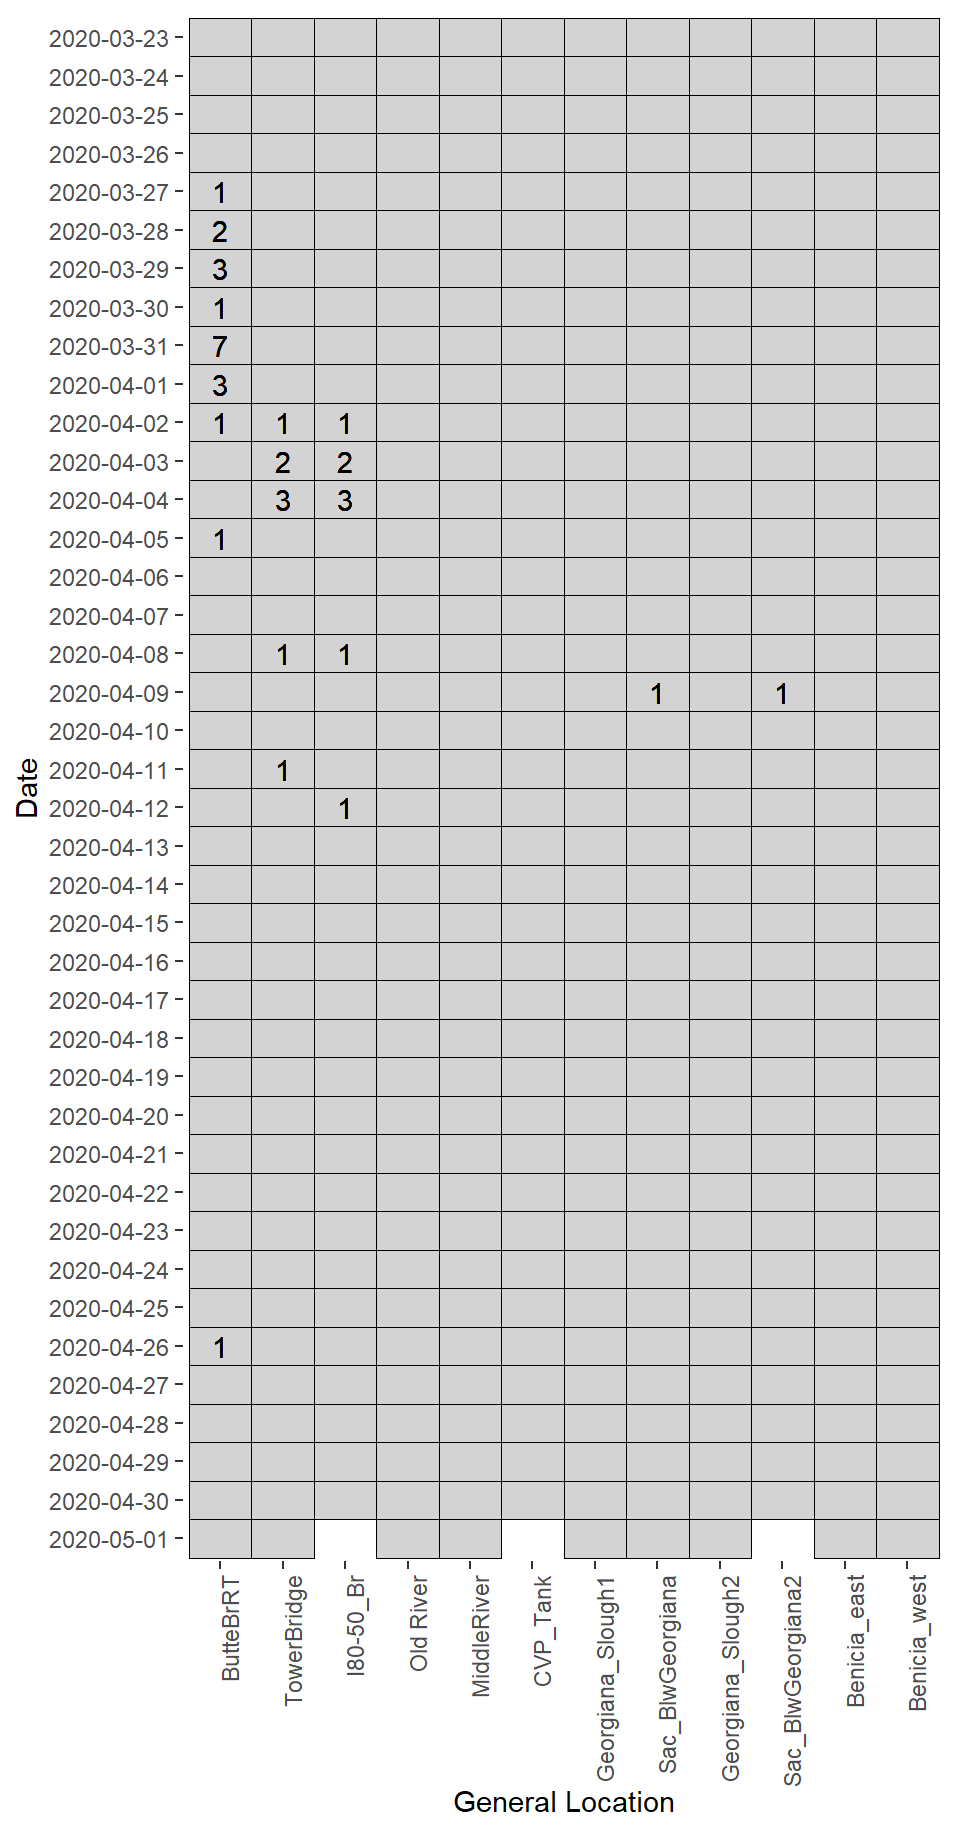 2020-03-23
2020-03-24
2020-03-25
2020-03-26
2020-03-27 1
2020-03-28 2
2020-03-29 3
2020-03-30 1
2020-03-31 7
2020-04-01 3
2020-04-02 1 1 1
2020-04-03 2 2
2020-04-04 3 3
2020-04-05 1
2020-04-06
2020-04-07
2020-04-08 1 1
2020-04-09 1 1
2020-04-10
2020-04-11 1
2020-04-12 1
2020-04-13
2020-04-14
2020-04-15
2020-04-16
2020-04-17
2020-04-18
2020-04-19
2020-04-20
2020-04-21
2020-04-22
2020-04-23
2020-04-24
2020-04-25
2020-04-26 1
2020-04-27
2020-04-28
2020-04-29
2020-04-30
2020-05-01
Date
ButteBrRT
TowerBridge
I80-50_Br
Old River
MiddleRiver
CVP_Tank
Georgiana_Slough1
Sac_BlwGeorgiana
Georgiana_Slough2
Sac_BlwGeorgiana2
Benicia_east
Benicia_west
General Location